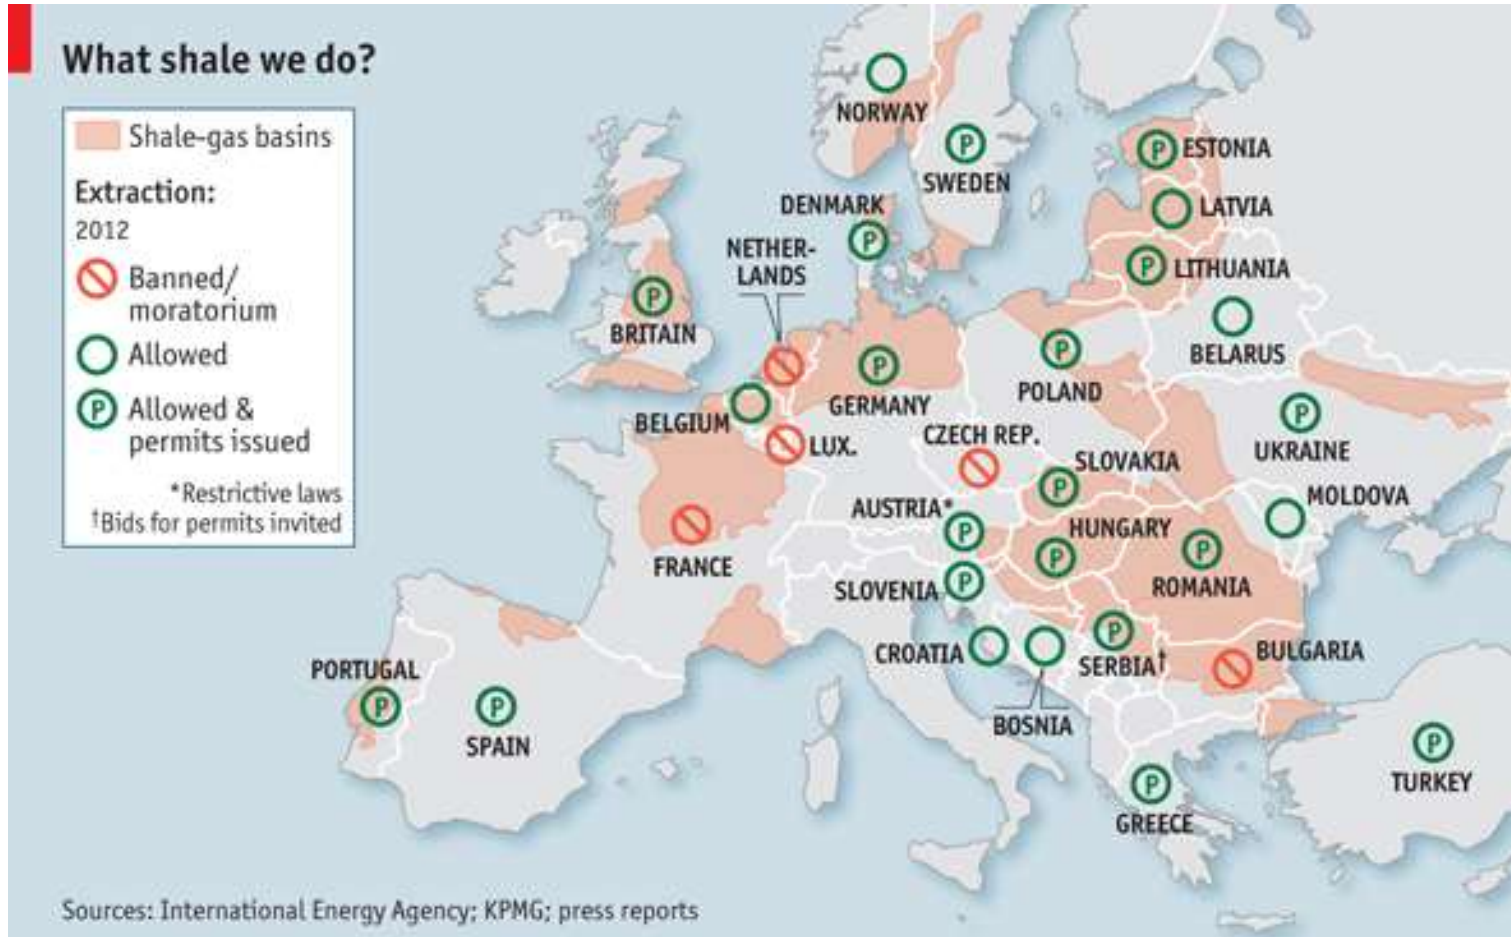 What shale we do?
Shale-gas basins
Extraction:
2012
Banned/
moratorium
Allowed
P
Allowed &
permits issued
*Restrictive laws
†Bids for permits invited
NORWAY
P
SWEDEN
P
ESTONIA
LATVIA
DENMARK
P
NETHER-
LANDS
P
LITHUANIA
P
BRITAIN
BELARUS
P
GERMANY
P
POLAND
BELGIUM
LUX.
CZECH REP.
P
UKRAINE
SLOVAKIA
P
MOLDOVA
AUSTRIA*
P
HUNGARY
P
FRANCE
P
ROMANIA
SLOVENIA
P
CROATIA
BOSNIA
P
SERBIA†
BULGARIA
PORTUGAL
P
P
SPAIN
P
GREECE
P
TURKEY
Sources: International Energy Agency; KPMG; press reports